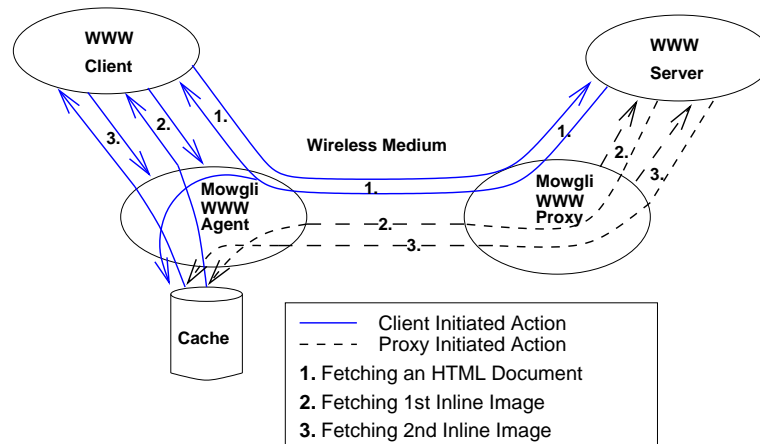 WWW
Client
WWW
Server
1.
2.
3.
Wireless Medium
1.
2.
3.
Mowgli
WWW
Agent
1.
Mowgli
WWW
Proxy
2.
3.
Cache
Client Initiated Action
Proxy Initiated Action
1. Fetching an HTML Document
2. Fetching 1st Inline Image
3. Fetching 2nd Inline Image